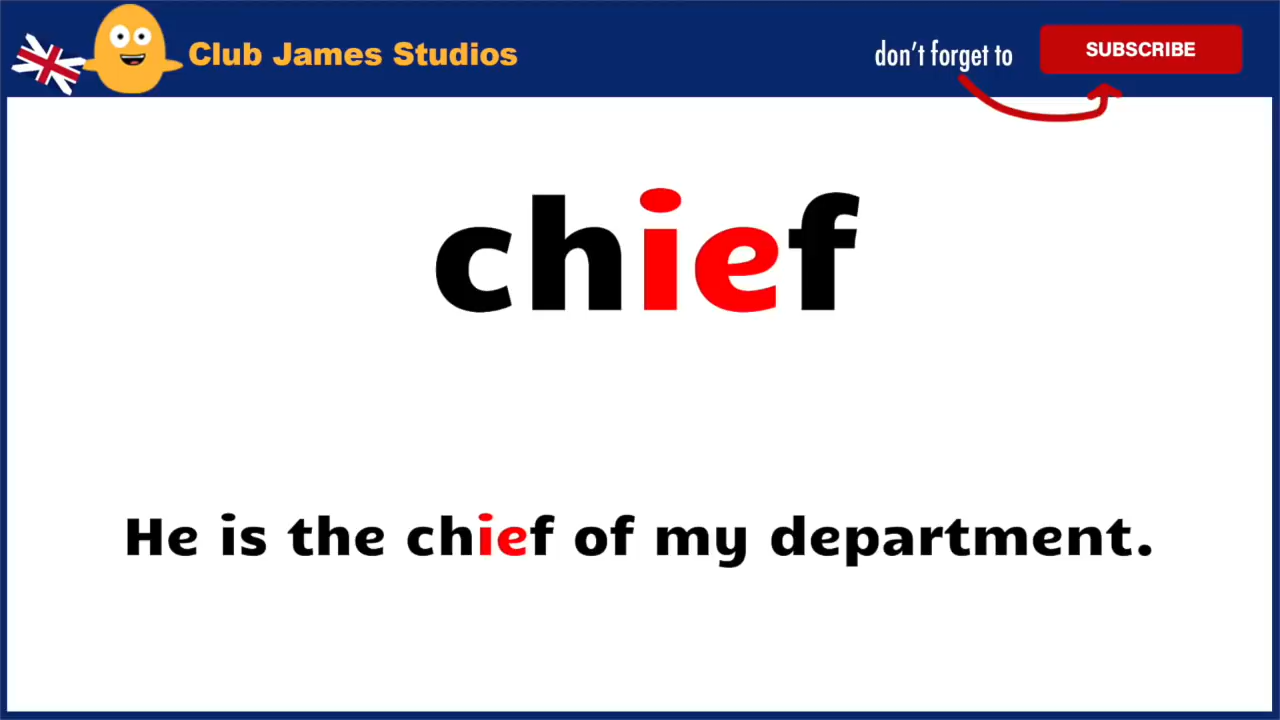 Club James Studios
don't forget to
SUBSCRIBE
chief
He is the chief of my department.